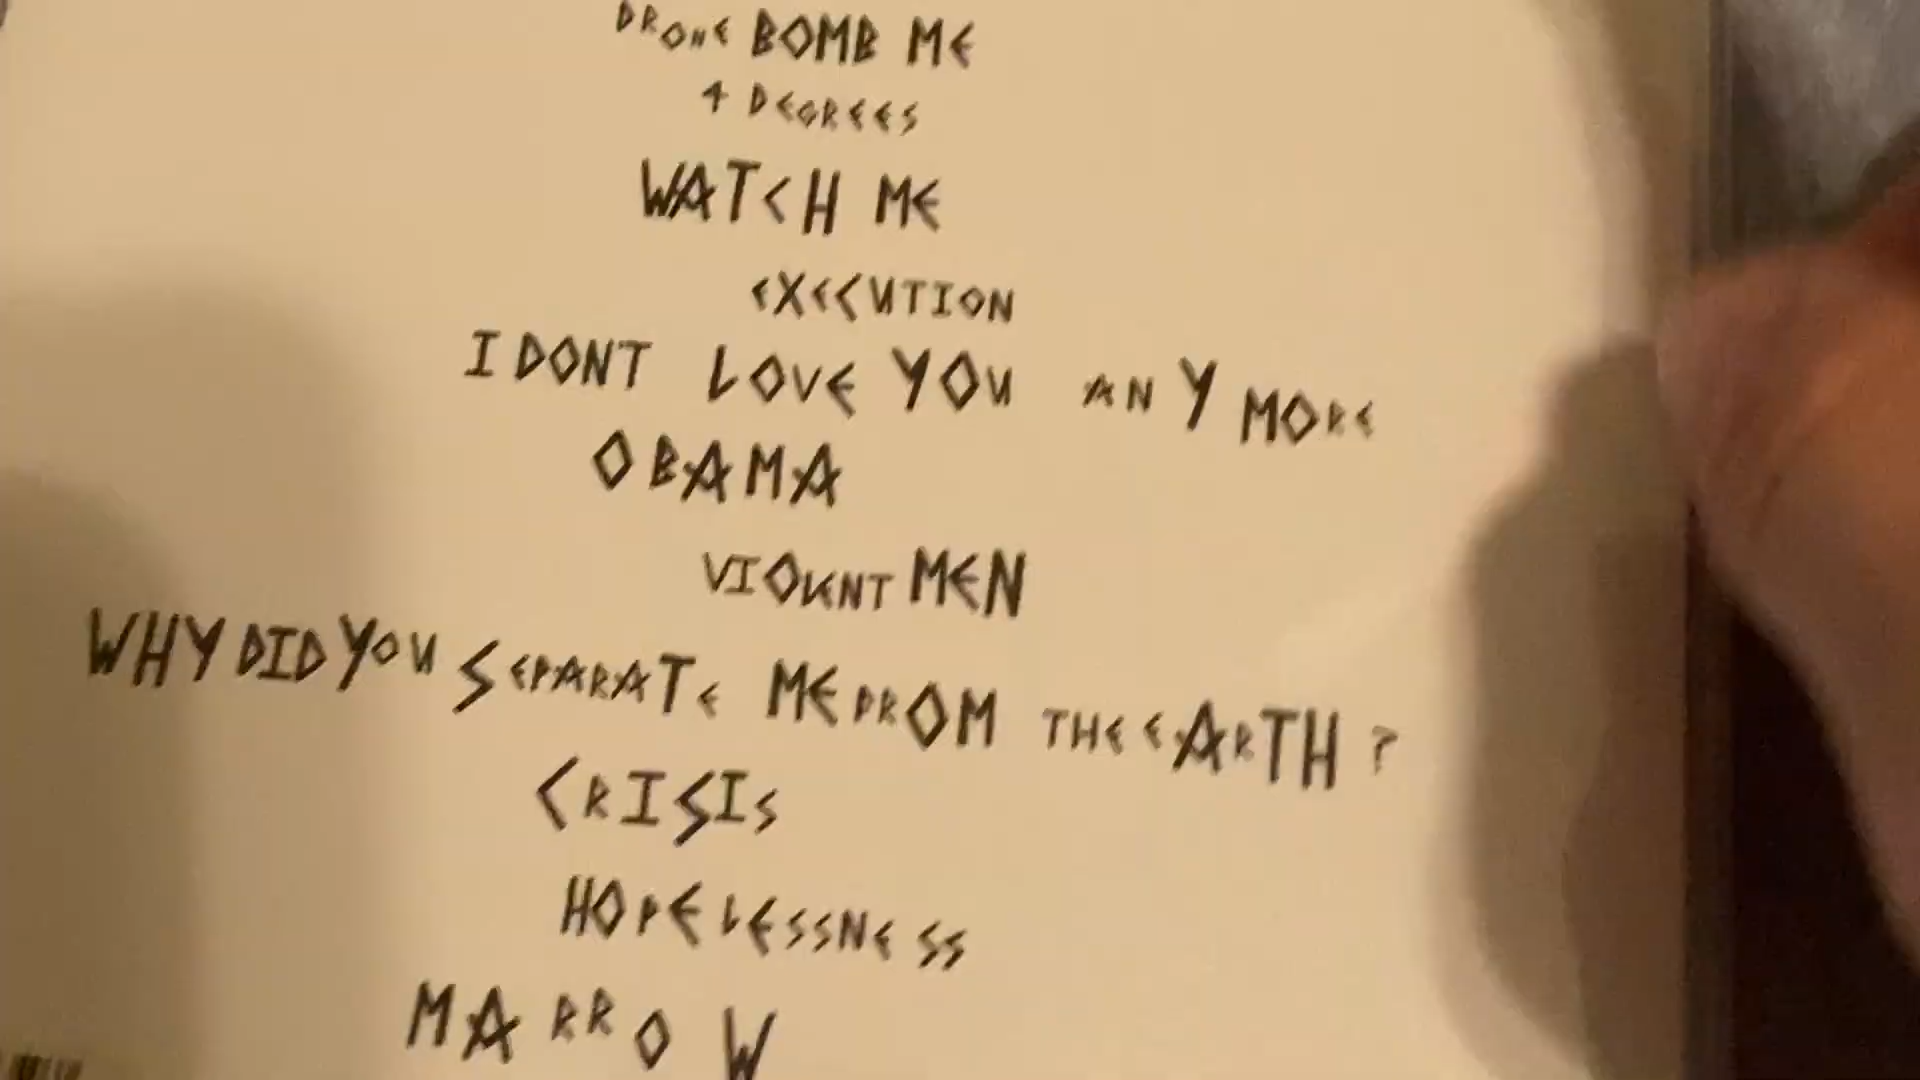 DRONE BOMB ME
4 DEGREES
WATCH ME
EXECUTION
I DONT LOVE YOU ANY MORE
OBAMA
VIOLENT MEN
WHY DID YOU SEPARATE ME FROM THE EARTH?
CRISIS
HOPELESSNESS
MARROW